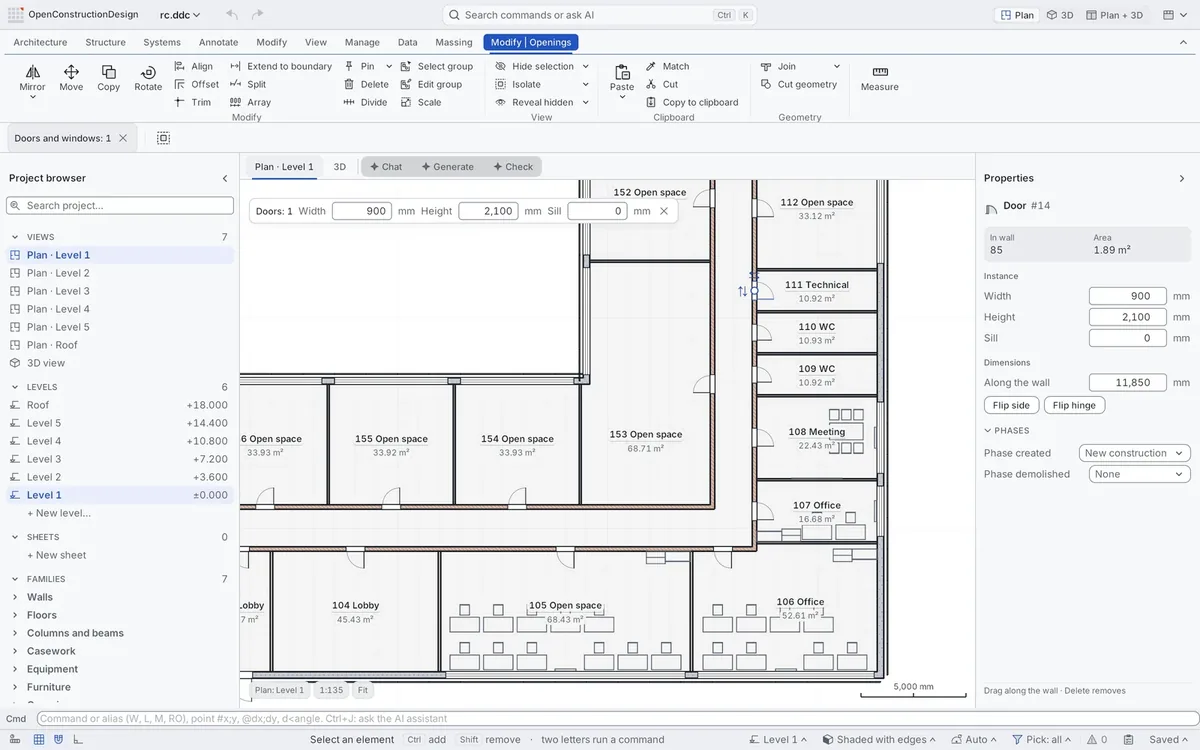 OpenConstructionDesign
rc.ddc
Search commands or ask AI
Ctrl K
Plan
3D
Plan + 3D
Architecture Structure Systems Annotate Modify View Manage Data Massing Modify | Openings
Mirror
Move
Copy
Rotate
Align
Offset
Trim
Extend to boundary
Split
Array
Pin
Delete
Divide
Select group
Edit group
Scale
Modify
Hide selection
Isolate
Reveal hidden
View
Paste
Match
Cut
Copy to clipboard
Clipboard
Join
Cut geometry
Geometry
Measure
Doors and windows: 1
Project browser
Search project...
VIEWS 7
Plan · Level 1
Plan · Level 2
Plan · Level 3
Plan · Level 4
Plan · Level 5
Plan · Roof
3D view
LEVELS 6
Roof +18.000
Level 5 +14.400
Level 4 +10.800
Level 3 +7.200
Level 2 +3.600
Level 1 ±0.000
+ New level...
SHEETS 0
+ New sheet
FAMILIES 7
Walls
Floors
Columns and beams
Casework
Equipment
Furniture
Plan · Level 1
3D
Chat
Generate
Check
Doors: 1 Width 900 mm Height 2,100 mm Sill 0 mm
152 Open space
112 Open space
33.12 m²
111 Technical
10.92 m²
110 WC
10.93 m²
109 WC
10.92 m²
108 Meeting
22.43 m²
107 Office
16.68 m²
6 Open space
33.93 m²
155 Open space
33.92 m²
154 Open space
33.93 m²
153 Open space
68.71 m²
Lobby
7 m²
104 Lobby
45.43 m²
105 Open space
68.43 m²
106 Office
52.61 m²
Plan: Level 1
1:135
Fit
5,000 mm
Properties
Door #14
In wall
85
Area
1.89 m²
Instance
Width 900 mm
Height 2,100 mm
Sill 0 mm
Dimensions
Along the wall 11,850 mm
Flip side
Flip hinge
PHASES
Phase created New construction
Phase demolished None
Drag along the wall · Delete removes
Cmd Command or alias (W, L, M, RO), point #x;y, @dx;dy, d<angle. Ctrl+J: ask the AI assistant
Select an element Ctrl add Shift remove · two letters run a command
Level 1
Shaded with edges
Auto
Pick: all
0
Saved